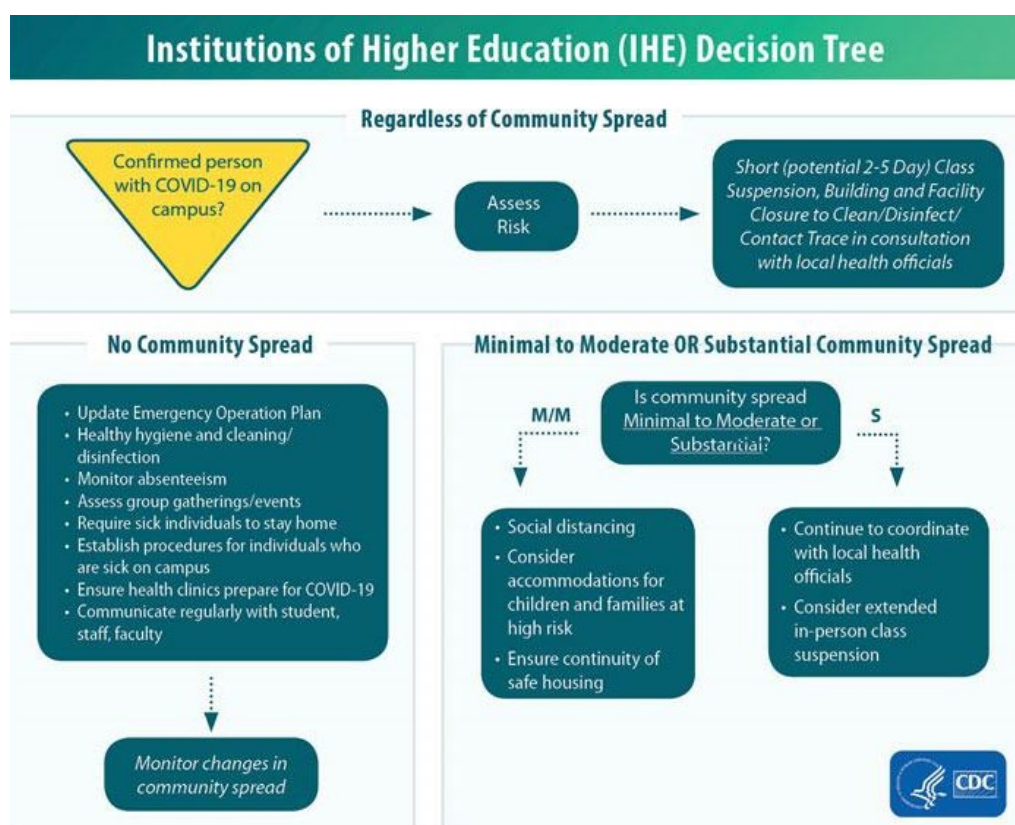 Institutions of Higher Education (IHE) Decision Tree
Regardless of Community Spread
Confirmed person
with COVID-19 on
campus?
Assess
Risk
Short (potential 2-5 Day) Class
Suspension, Building and Facility
Closure to Clean/Disinfect/
Contact Trace in consultation
with local health officials
No Community Spread
• Update Emergency Operation Plan
• Healthy hygiene and cleaning/
disinfection
• Monitor absenteeism
• Assess group gatherings/events
• Require sick individuals to stay home
• Establish procedures for individuals who
are sick on campus
• Ensure health clinics prepare for COVID-19
• Communicate regularly with student,
staff, faculty
Monitor changes in
community spread
Minimal to Moderate OR Substantial Community Spread
Is community spread
Minimal to Moderate or
Substantial?
M/M
S
• Social distancing
• Consider
accommodations for
children and families at
high risk
• Ensure continuity of
safe housing
• Continue to coordinate
with local health
officials
• Consider extended
in-person class
suspension
CDC